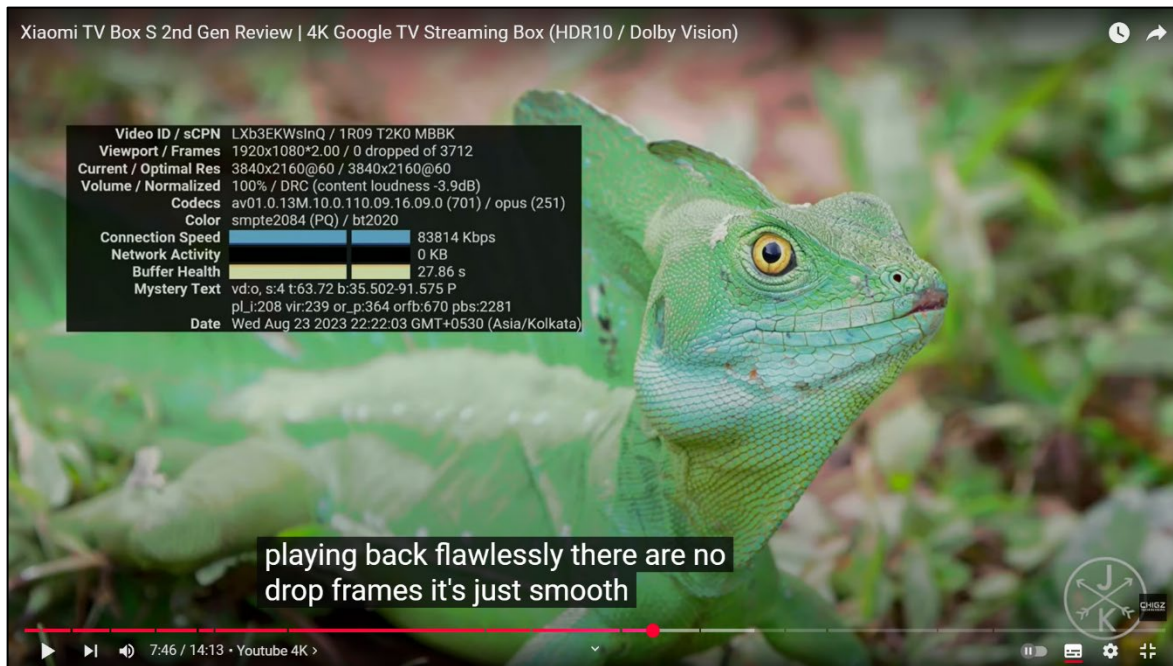 Xiaomi TV Box S 2nd Gen Review | 4K Google TV Streaming Box (HDR10 / Dolby Vision)
Video ID / sCPN LXb3EKWsInQ / 1R09 T2K0 MBBK
Viewport / Frames 1920x1080*2.00 / 0 dropped of 3712
Current / Optimal Res 3840x2160@60 / 3840x2160@60
Volume / Normalized 100% / DRC (content loudness -3.9dB)
Codecs av01.0.13M.10.0.110.09.16.09.0 (701) / opus (251)
Color smpte2084 (PQ) / bt2020
Connection Speed 83814 Kbps
Network Activity 0 KB
Buffer Health 27.86 s
Mystery Text vd:o, s:4 t:63.72 b:35.502-91.575 P
pl_i:208 vir:239 or_p:364 orfb:670 pbs:2281
Date Wed Aug 23 2023 22:22:03 GMT+0530 (Asia/Kolkata)
playing back flawlessly there are no
drop frames it's just smooth
J
K
CHIGZ
7:46 / 14:13 • Youtube 4K ›